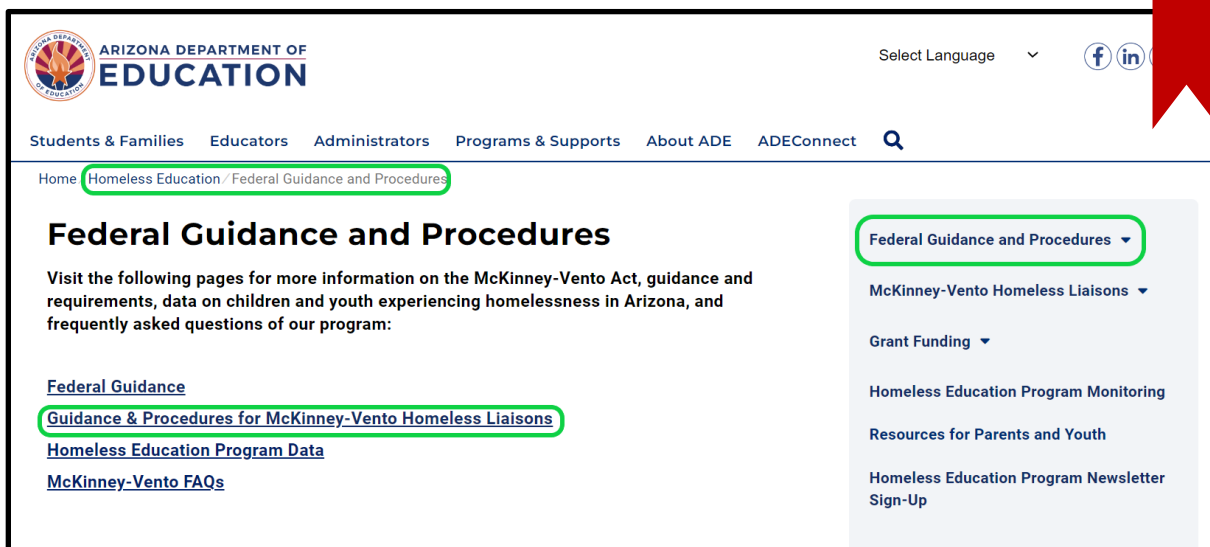 ARIZONA DEPARTMENT OF
EDUCATION
Select Language
Students & Families Educators Administrators Programs & Supports About ADE ADEConnect
Home / Homeless Education / Federal Guidance and Procedures
Federal Guidance and Procedures
Visit the following pages for more information on the McKinney-Vento Act, guidance and
requirements, data on children and youth experiencing homelessness in Arizona, and
frequently asked questions of our program:
Federal Guidance
Guidance & Procedures for McKinney-Vento Homeless Liaisons
Homeless Education Program Data
McKinney-Vento FAQs
Federal Guidance and Procedures
McKinney-Vento Homeless Liaisons
Grant Funding
Homeless Education Program Monitoring
Resources for Parents and Youth
Homeless Education Program Newsletter
Sign-Up